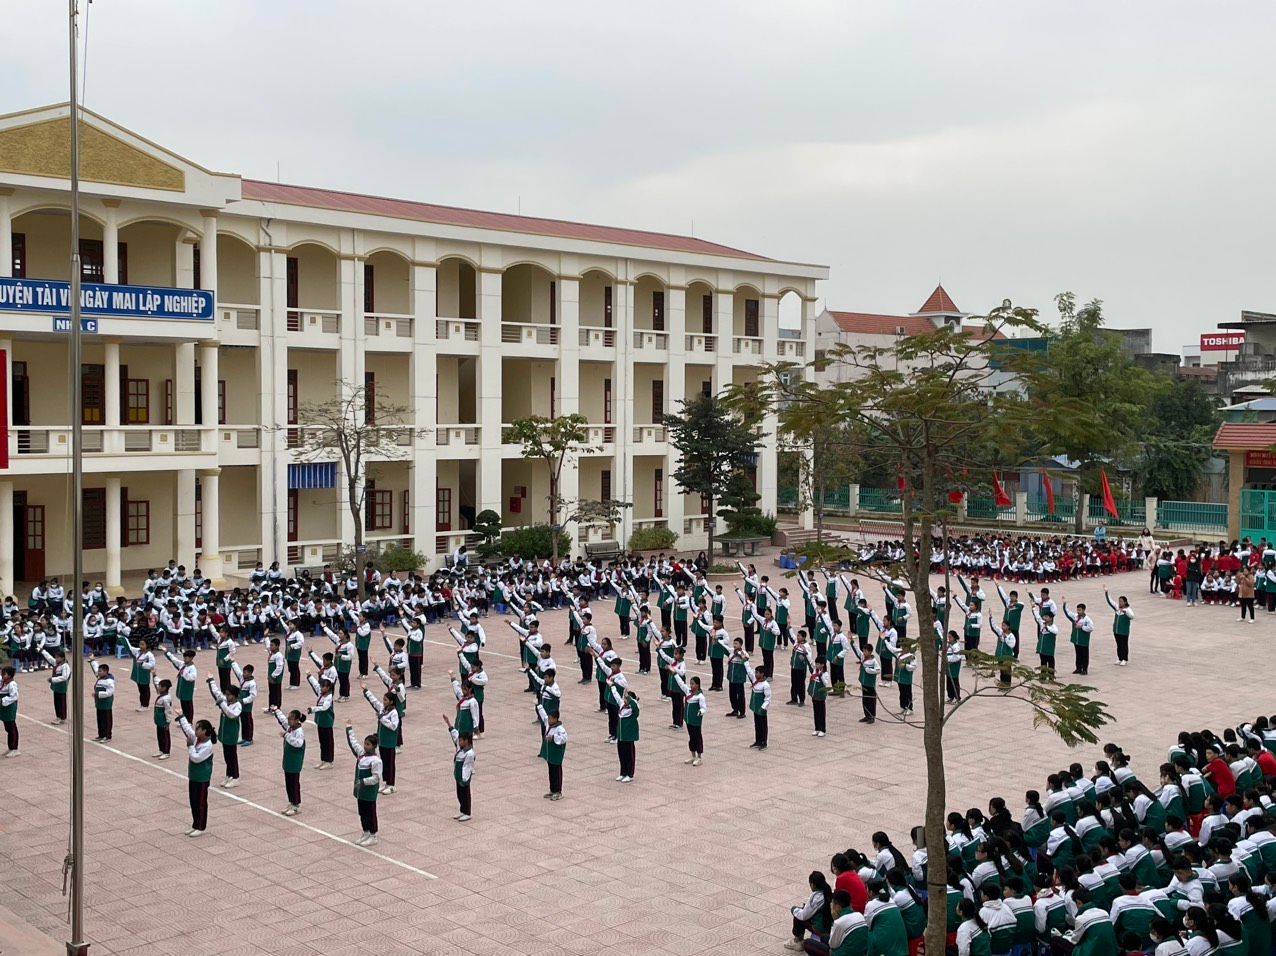 UYỆN TÀI VÌ NGÀY MAI LẬP NGHIỆP
NHÀ C
TOSHIBA